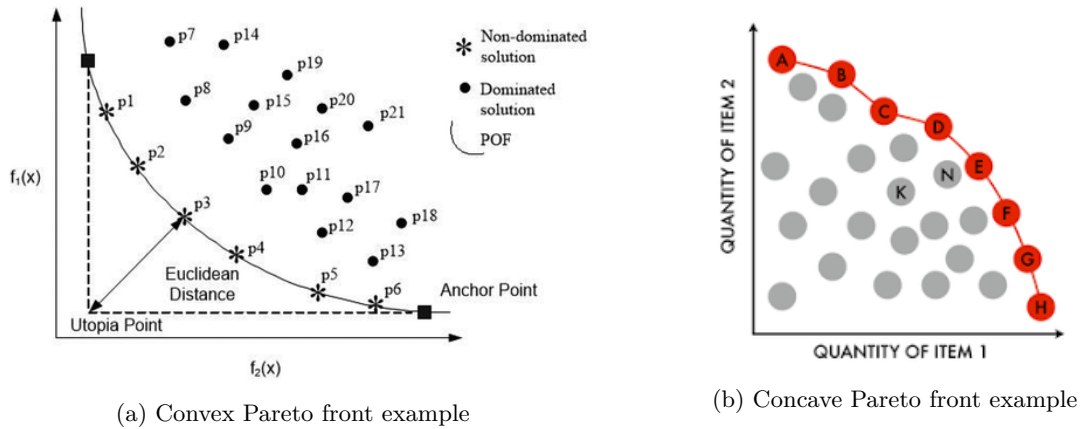 p7
p14
p19
p8
p15
p20
p21
p1
p9
p16
p2
p10
p11
p17
p3
p12
p18
p4
p13
p5
p6
Non-dominated
solution
Dominated
solution
POF
f₁(x)
Euclidean
Distance
Anchor Point
Utopia Point
f₂(x)
(a) Convex Pareto front example
QUANTITY OF ITEM 2
A
B
C
D
E
N
K
F
G
H
QUANTITY OF ITEM 1
(b) Concave Pareto front example